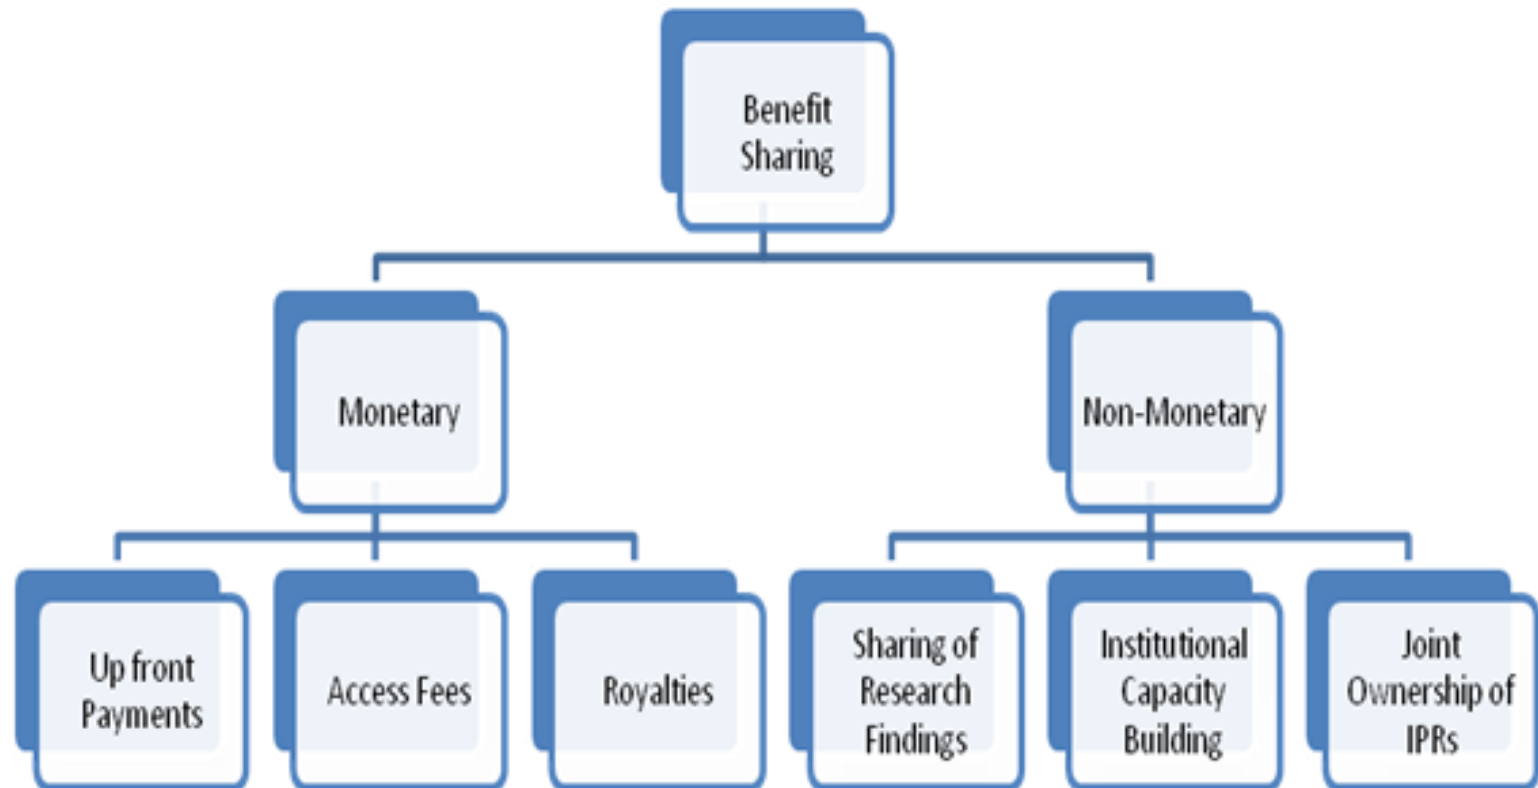 Benefit
Sharing
Monetary
Non-Monetary
Up front
Payments
Access Fees
Royalties
Sharing of
Research
Findings
Institutional
Capacity
Building
Joint
Ownership of
IPRs